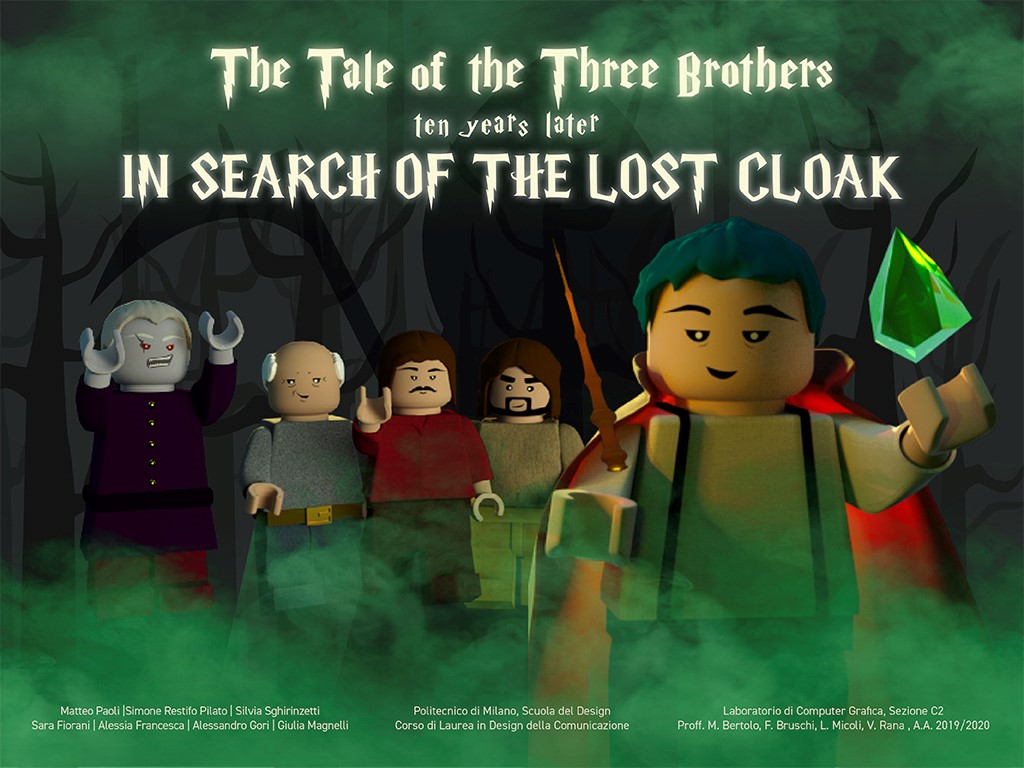 The Tale of the Three Brothers
ten years later
IN SEARCH OF THE LOST CLOAK
Matteo Paoli |Simone Restifo Pilato | Silvia Sghirinzetti
Sara Fiorani | Alessia Francesca | Alessandro Gori | Giulia Magnelli
Politecnico di Milano, Scuola del Design
Corso di Laurea in Design della Comunicazione
Laboratorio di Computer Grafica, Sezione C2
Proff. M. Bertolo, F. Bruschi, L. Micoli, V. Rana , A.A. 2019/2020